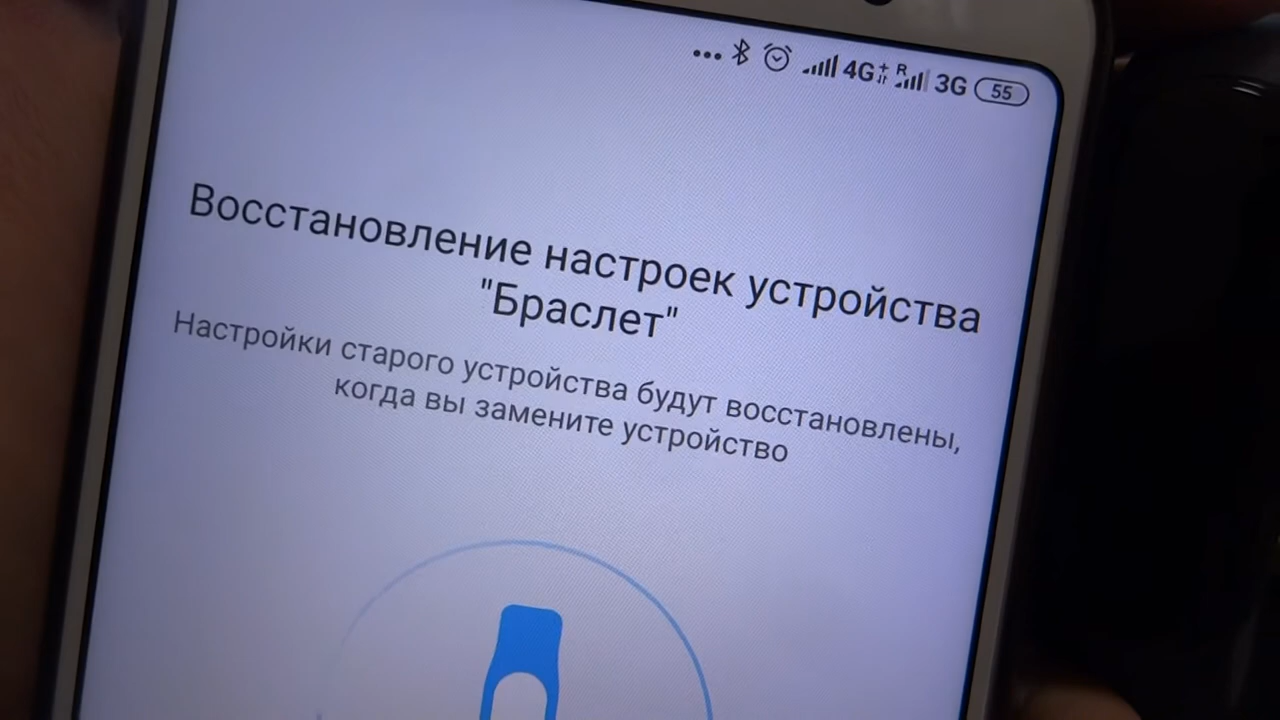 4G+ R 3G 55
Восстановление настроек устройства
"Браслет"
Настройки старого устройства будут восстановлены,
когда вы замените устройство